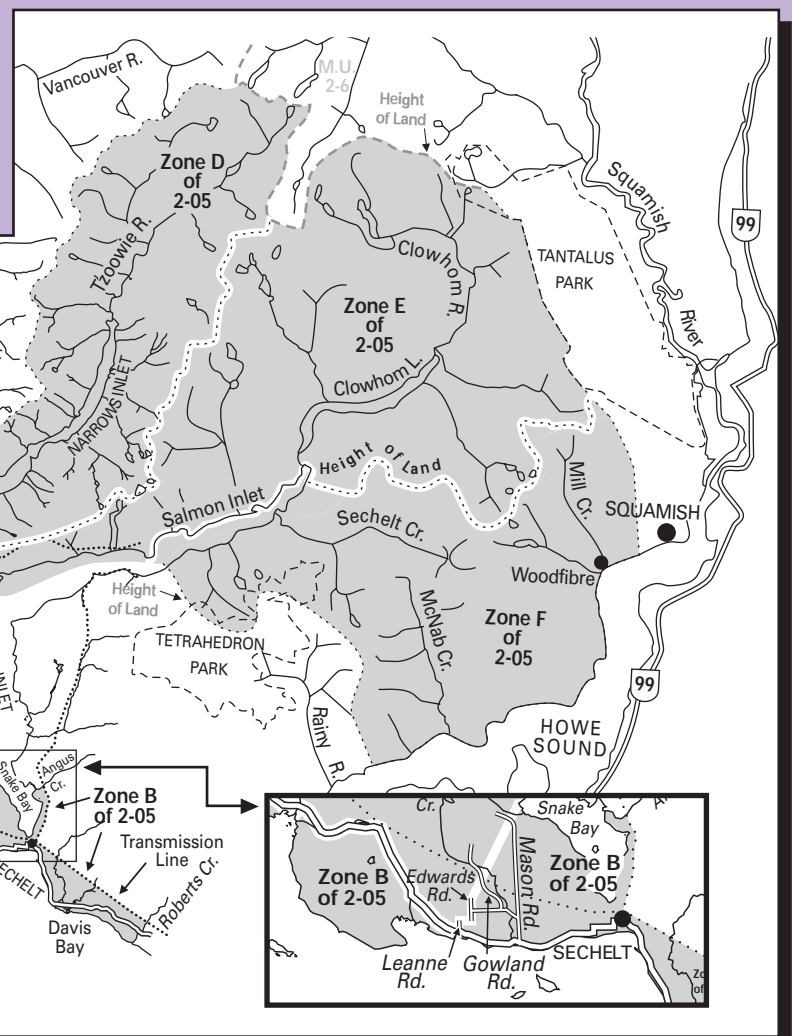 Vancouver R.
M.U.
2-6
Height
of Land
Zone D
of
2-05
Squamish
River
99
Tzoowie R.
TANTALUS
PARK
Clowhom R.
Zone E
of
2-05
NARROWS INLET
Clowhom L.
Height of Land
Mill Cr.
Salmon Inlet
SQUAMISH
Sechelt Cr.
Woodfibre
Height
of Land
McNab Cr.
Zone F
of
2-05
TETRAHEDRON
PARK
99
Rainy R.
HOWE
SOUND
Snake Bay
Angus
Cr.
Zone B
of 2-05
Transmission
Line
Roberts Cr.
Davis
Bay
Cr.
Snake
Bay
Mason Rd
Zone B
of 2-05
Zone B
of 2-05
Edwards
Rd.
Leanne
Rd.
Gowland
Rd.
SECHELT